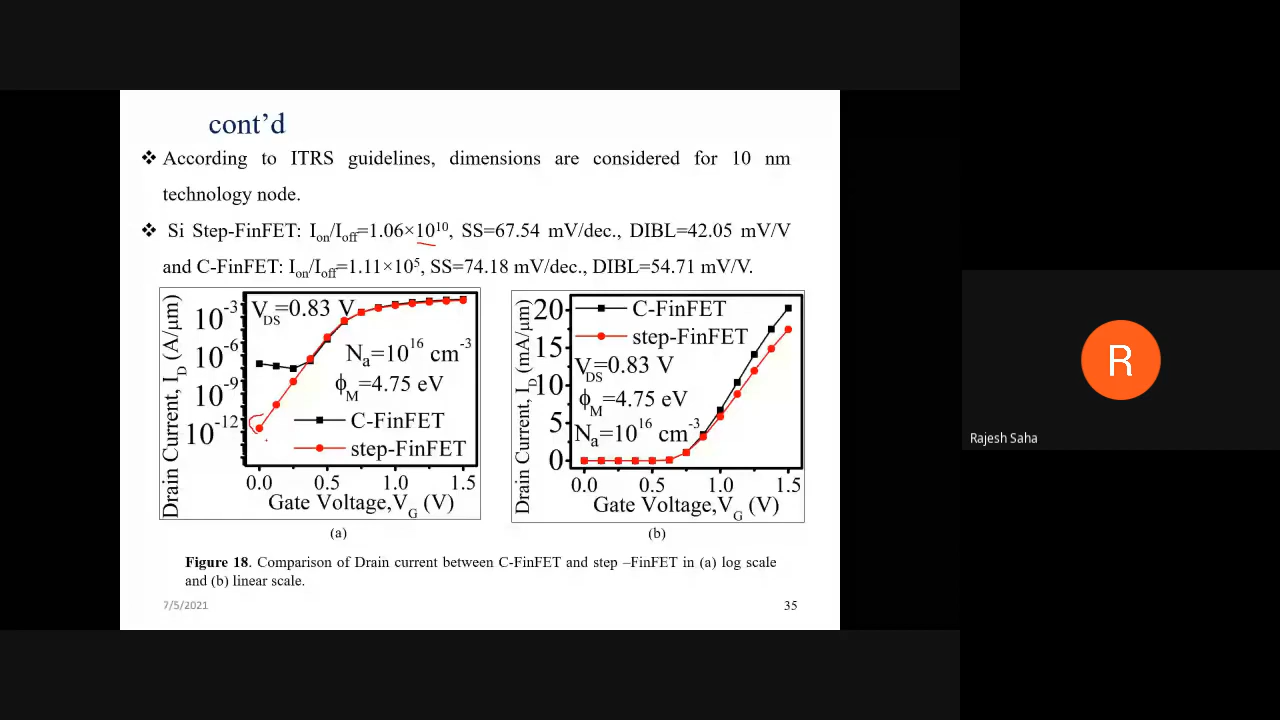 cont’d
❖ According to ITRS guidelines, dimensions are considered for 10 nm
technology node.
❖ Si Step-FinFET: Ion/Ioff=1.06×10¹⁰, SS=67.54 mV/dec., DIBL=42.05 mV/V
and C-FinFET: Ion/Ioff=1.11×10⁵, SS=74.18 mV/dec., DIBL=54.71 mV/V.
Drain Current, I_D (A/μm)
10⁻³
10⁻⁶
10⁻⁹
10⁻¹²
V_DS=0.83 V
N_a=10¹⁶ cm⁻³
ϕ_M=4.75 eV
C-FinFET
step-FinFET
0.0 0.5 1.0 1.5
Gate Voltage,V_G (V)
(a)
Drain Current, I_D (mA/μm)
20
15
10
5
0
C-FinFET
step-FinFET
V_DS=0.83 V
ϕ_M=4.75 eV
N_a=10¹⁶ cm⁻³
0.0 0.5 1.0 1.5
Gate Voltage,V_G (V)
(b)
Figure 18. Comparison of Drain current between C-FinFET and step –FinFET in (a) log scale
and (b) linear scale.
7/5/2021
35
R
Rajesh Saha